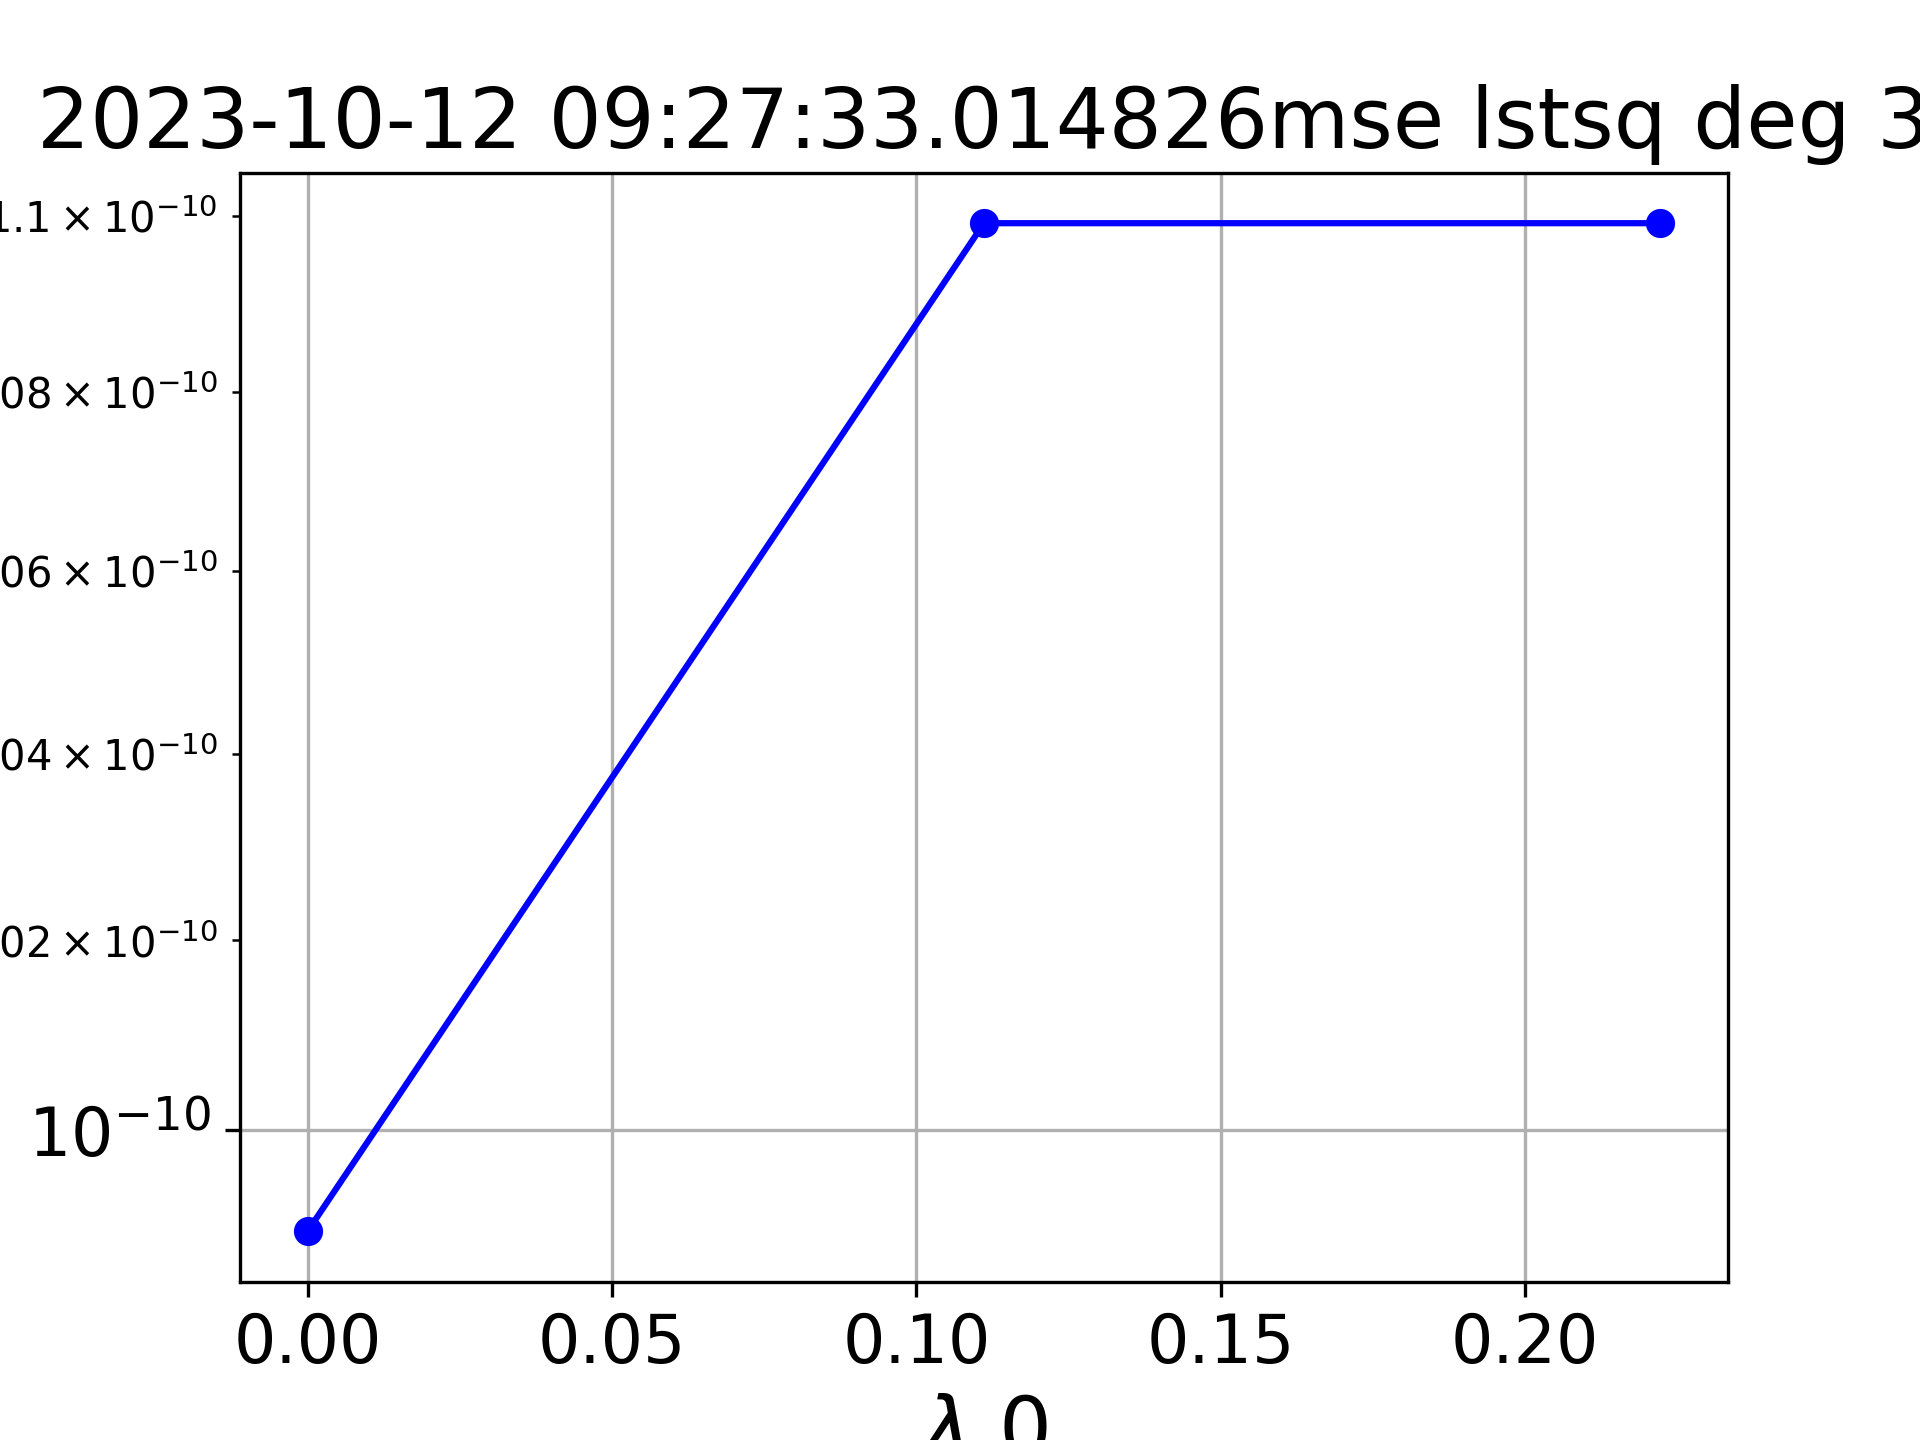 2023-10-12 09:27:33.014826mse lstsq deg 3
1.1 × 10⁻¹⁰
08 × 10⁻¹⁰
06 × 10⁻¹⁰
04 × 10⁻¹⁰
02 × 10⁻¹⁰
10⁻¹⁰
0.00 0.05 0.10 0.15 0.20
λ 0